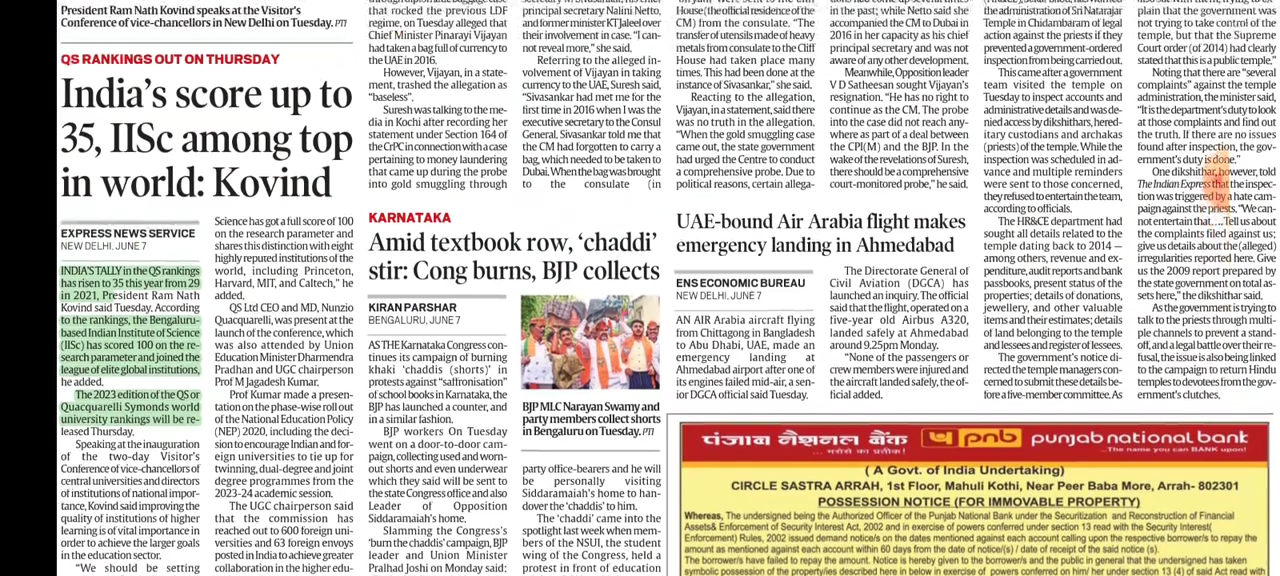 President Ram Nath Kovind speaks at the Visitor's
Conference of vice-chancellors in New Delhi on Tuesday. PTI
QS RANKINGS OUT ON THURSDAY
India's score up to
35, IISc among top
in world: Kovind
EXPRESS NEWS SERVICE
NEW DELHI, JUNE 7
INDIA'S TALLY in the QS rankings
has risen to 35 this year from 29
in 2021, President Ram Nath
Kovind said Tuesday. According
to the rankings, the Bengaluru-
based Indian Institute of Science
(IISc) has scored 100 on the re-
search parameter and joined the
league of elite global institutions,
he added.
The 2023 edition of the QS or
Quacquarelli Symonds world
university rankings will be re-
leased Thursday.
Speaking at the inauguration
of the two-day Visitor's
Conference of vice-chancellors of
central universities and directors
of institutions of national impor-
tance, Kovind said improving the
quality of institutions of higher
learning is of vital importance in
order to achieve the larger goals
in the education sector.
"We should be setting
Science has got a full score of 100
on the research parameter and
shares this distinction with eight
highly reputed institutions of the
world, including Princeton,
Harvard, MIT, and Caltech," he
added.
QS Ltd CEO and MD, Nunzio
Quacquarelli, was present at the
launch of the conference, which
was also attended by Union
Education Minister Dharmendra
Pradhan and UGC chairperson
Prof M Jagadesh Kumar.
Prof Kumar made a presen-
tation on the phase-wise roll out
of the National Education Policy
(NEP) 2020, including the deci-
sion to encourage Indian and for-
eign universities to tie up for
twinning, dual-degree and joint
degree programmes from the
2023-24 academic session.
The UGC chairperson said
that the commission has
reached out to 600 foreign uni-
versities and 63 foreign envoys
posted in India to achieve greater
collaboration in the higher edu-
that rocked the previous LDF
regime, on Tuesday alleged that
Chief Minister Pinarayi Vijayan
had taken a bag full of currency to
the UAE in 2016.
However, Vijayan, in a state-
ment, trashed the allegation as
"baseless".
Suresh was talking to the me-
dia in Kochi after recording her
statement under Section 164 of
the CrPC in connection with a case
pertaining to money laundering
that came up during the probe
into gold smuggling through
principal secretary Nalini Netto,
and former minister KT Jaleel over
their involvement in case. "I can-
not reveal more," she said.
Referring to the alleged in-
volvement of Vijayan in taking
currency to the UAE, Suresh said,
"Sivasankar had met me for the
first time in 2016 when I was the
executive secretary to the Consul
General. Sivasankar told me that
the CM had forgotten to carry a
bag, which needed to be taken to
Dubai. When the bag was brought
to the consulate (in
House (the official residence of the
CM) from the consulate. "The
transfer of utensils made of heavy
metals from consulate to the Cliff
House had taken place many
times. This had been done at the
instance of Sivasankar," she said.
Reacting to the allegation,
Vijayan, in a statement, said there
was no truth in the allegation.
"When the gold smuggling case
came out, the state government
had urged the Centre to conduct
a comprehensive probe. Due to
political reasons, certain allega-
in the past; while Netto said she
accompanied the CM to Dubai in
2016 in her capacity as his chief
principal secretary and was not
aware of any other development.
Meanwhile, Opposition leader
V D Satheesan sought Vijayan's
resignation. "He has no right to
continue as the CM. The probe
into the case did not reach any-
where as part of a deal between
the CPI(M) and the BJP. In the
wake of the revelations of Suresh,
there should be a comprehensive
court-monitored probe," he said.
KARNATAKA
Amid textbook row, 'chaddi'
stir: Cong burns, BJP collects
KIRAN PARSHAR
BENGALURU, JUNE 7
AS THE Karnataka Congress con-
tinues its campaign of burning
khaki 'chaddis (shorts)' in
protests against "saffronisation"
of school books in Karnataka, the
BJP has launched a counter, and
in a similar fashion.
BJP workers On Tuesday
went on a door-to-door cam-
paign, collecting used and worn-
out shorts and even underwear
which they said will be sent to
the state Congress office and also
Leader of Opposition
Siddaramaiah's home.
Slamming the Congress's
'burn the chaddis' campaign, BJP
leader and Union Minister
Pralhad Joshi on Monday said;
BJP MLC Narayan Swamy and
party members collect shorts
in Bengaluru on Tuesday. PTI
party office-bearers and he will
be personally visiting
Siddaramaiah's home to han-
dover the 'chaddis' to him.
The 'chaddi' came into the
spotlight last week when mem-
bers of the NSUI, the student
wing of the Congress, held a
protest in front of education
UAE-bound Air Arabia flight makes
emergency landing in Ahmedabad
ENS ECONOMIC BUREAU
NEW DELHI, JUNE 7
AN AIR Arabia aircraft flying
from Chittagong in Bangladesh
to Abu Dhabi, UAE, made an
emergency landing at
Ahmedabad airport after one of
its engines failed mid-air, a sen-
ior DGCA official said Tuesday.
The Directorate General of
Civil Aviation (DGCA) has
launched an inquiry. The official
said that the flight, operated on a
five-year old Airbus A320,
landed safely at Ahmedabad
around 9.25pm Monday.
"None of the passengers or
crew members were injured and
the aircraft landed safely, the of-
ficial added.
the administration of Sri Natarajar
Temple in Chidambaram of legal
action against the priests if they
prevented a government-ordered
inspection from being carried out.
This came after a government
team visited the temple on
Tuesday to inspect accounts and
administrative details and was de-
nied access by dikshithars, hered-
itary custodians and archakas
(priests) of the temple. While the
inspection was scheduled in ad-
vance and multiple reminders
were sent to those concerned,
they refused to entertain the team,
according to officials.
The HR&CE department had
sought all details related to the
temple dating back to 2014 —
among others, revenue and ex-
penditure, audit reports and bank
passbooks, present status of the
properties; details of donations,
jewellery, and other valuable
items and their estimates; details
of land belonging to the temple
and lessees and register of lessees.
The government's notice di-
rected the temple managers con-
cerned to submit these details be-
fore a five-member committee. As
plain that the government was
not trying to take control of the
temple, but that the Supreme
Court order (of 2014) had clearly
stated that this is a public temple."
Noting that there are "several
complaints" against the temple
administration, the minister said,
"It is the department's duty to look
at those complaints and find out
the truth. If there are no issues
found after inspection, the gov-
ernment's duty is done."
One dikshithar, however, told
The Indian Express that the inspec-
tion was triggered by a hate cam-
paign against the priests. "We can-
not entertain that.... Tell us about
the complaints filed against us;
give us details about the (alleged)
irregularities reported here. Give
us the 2009 report prepared by
the state government on total as-
sets here," the dikshithar said.
As the government is trying to
talk to the priests through multi-
ple channels to prevent a stand-
off, and a legal battle over their re-
fusal, the issue is also being linked
to the campaign to return Hindu
temples to devotees from the gov-
ernment's clutches.
पंजाब नैशनल बैंक pnb punjab national bank
... भरोसे का प्रतीक! ...The name you can BANK upon!
( A Govt. of India Undertaking)
CIRCLE SASTRA ARRAH, 1st Floor, Mahuli Kothi, Near Peer Baba More, Arrah- 802301
POSSESSION NOTICE (FOR IMMOVABLE PROPERTY)
Whereas, The undersigned being the Authorized Officer of the Punjab National Bank under the Securitization and Reconstruction of Financial
Assets& Enforcement of Security Interest Act, 2002 and in exercise of powers conferred under section 13 read with the Security Interest(
Enforcement) Rules, 2002 issued demand notice/s on the dates mentioned against each account calling upon the respective borrower/s to repay the
amount as mentioned against each account within 60 days from the date of notice(s) / date of receipt of the said notice (s).
The borrower/s have failed to repay the amount. Notice is hereby given to the borrower/s and the public in general that the undersigned has taken
symbolic possession of the property/ies described here in below in exercise of powers conferred on him/ her under section 13 (4) of said Act read with